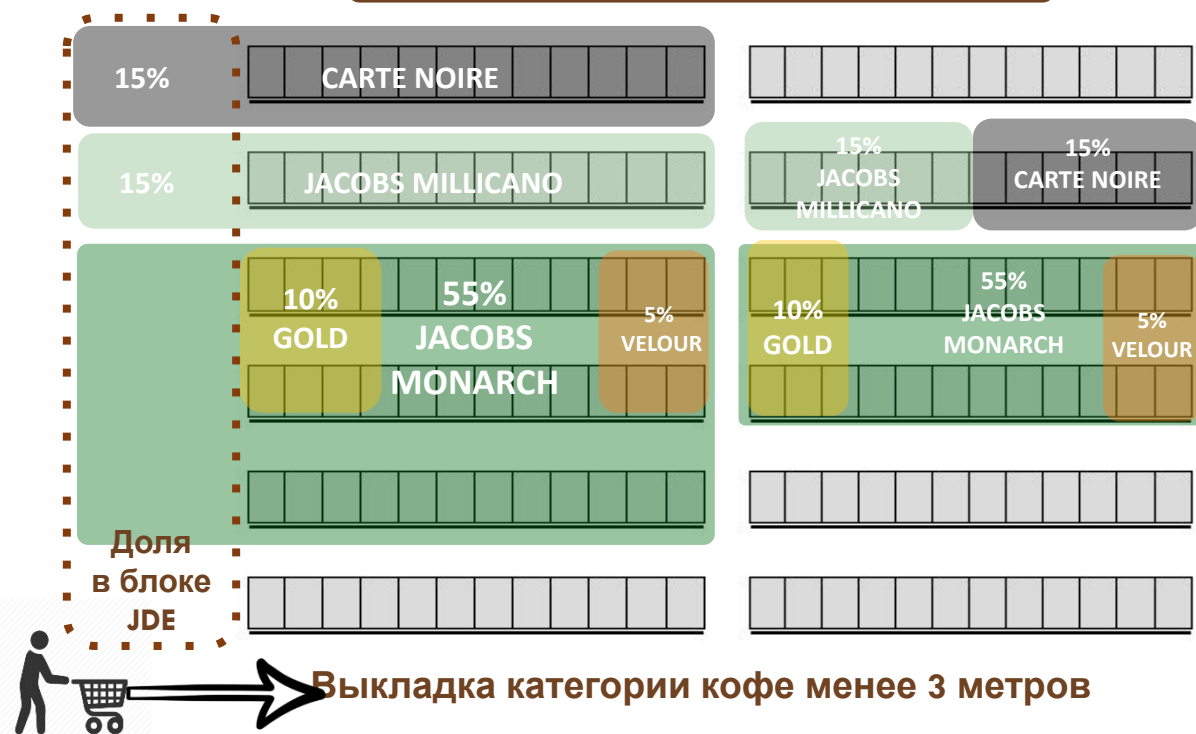 15%
CARTE NOIRE
15%
JACOBS MILLICANO
15%
JACOBS
MILLICANO
15%
CARTE NOIRE
10%
GOLD
55%
JACOBS
MONARCH
5%
VELOUR
10%
GOLD
55%
JACOBS
MONARCH
5%
VELOUR
Доля
в блоке
JDE
Выкладка категории кофе менее 3 метров